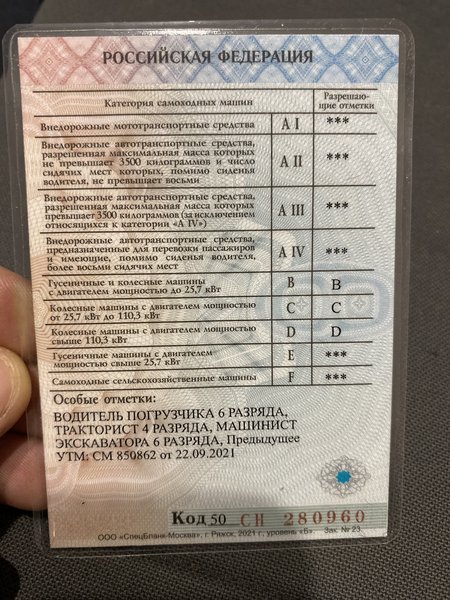 РОССИЙСКАЯ ФЕДЕРАЦИЯ
Категория самоходных машин
Разрешаю-
щие отметки
Внедорожные мототранспортные средства A I ***
Внедорожные автотранспортные средства,
разрешенная максимальная масса которых
не превышает 3500 килограммов и число
сидячих мест которых, помимо сиденья
водителя, не превышает восьми
A II ***
Внедорожные автотранспортные средства,
разрешенная максимальная масса которых
превышает 3500 килограммов (за исключением
относящихся к категории «A IV»)
A III ***
Внедорожные автотранспортные средства,
предназначенные для перевозки пассажиров
и имеющие, помимо сиденья водителя,
более восьми сидячих мест
A IV ***
Гусеничные и колесные машины
с двигателем мощностью до 25,7 кВт
B B
Колесные машины с двигателем мощностью
от 25,7 кВт до 110,3 кВт
C C
Колесные машины с двигателем мощностью
свыше 110,3 кВт
D D
Гусеничные машины с двигателем
мощностью свыше 25,7 кВт
E ***
Самоходные сельскохозяйственные машины F ***
Особые отметки:
ВОДИТЕЛЬ ПОГРУЗЧИКА 6 РАЗРЯДА,
ТРАКТОРИСТ 4 РАЗРЯДА, МАШИНИСТ
ЭКСКАВАТОРА 6 РАЗРЯДА, Предыдущее
УТМ: СМ 850862 от 22.09.2021
Код 50 СН 280960
ООО «СпецБланк-Москва», г. Ряжск, 2021 г., уровень «Б». Зак. № 23.